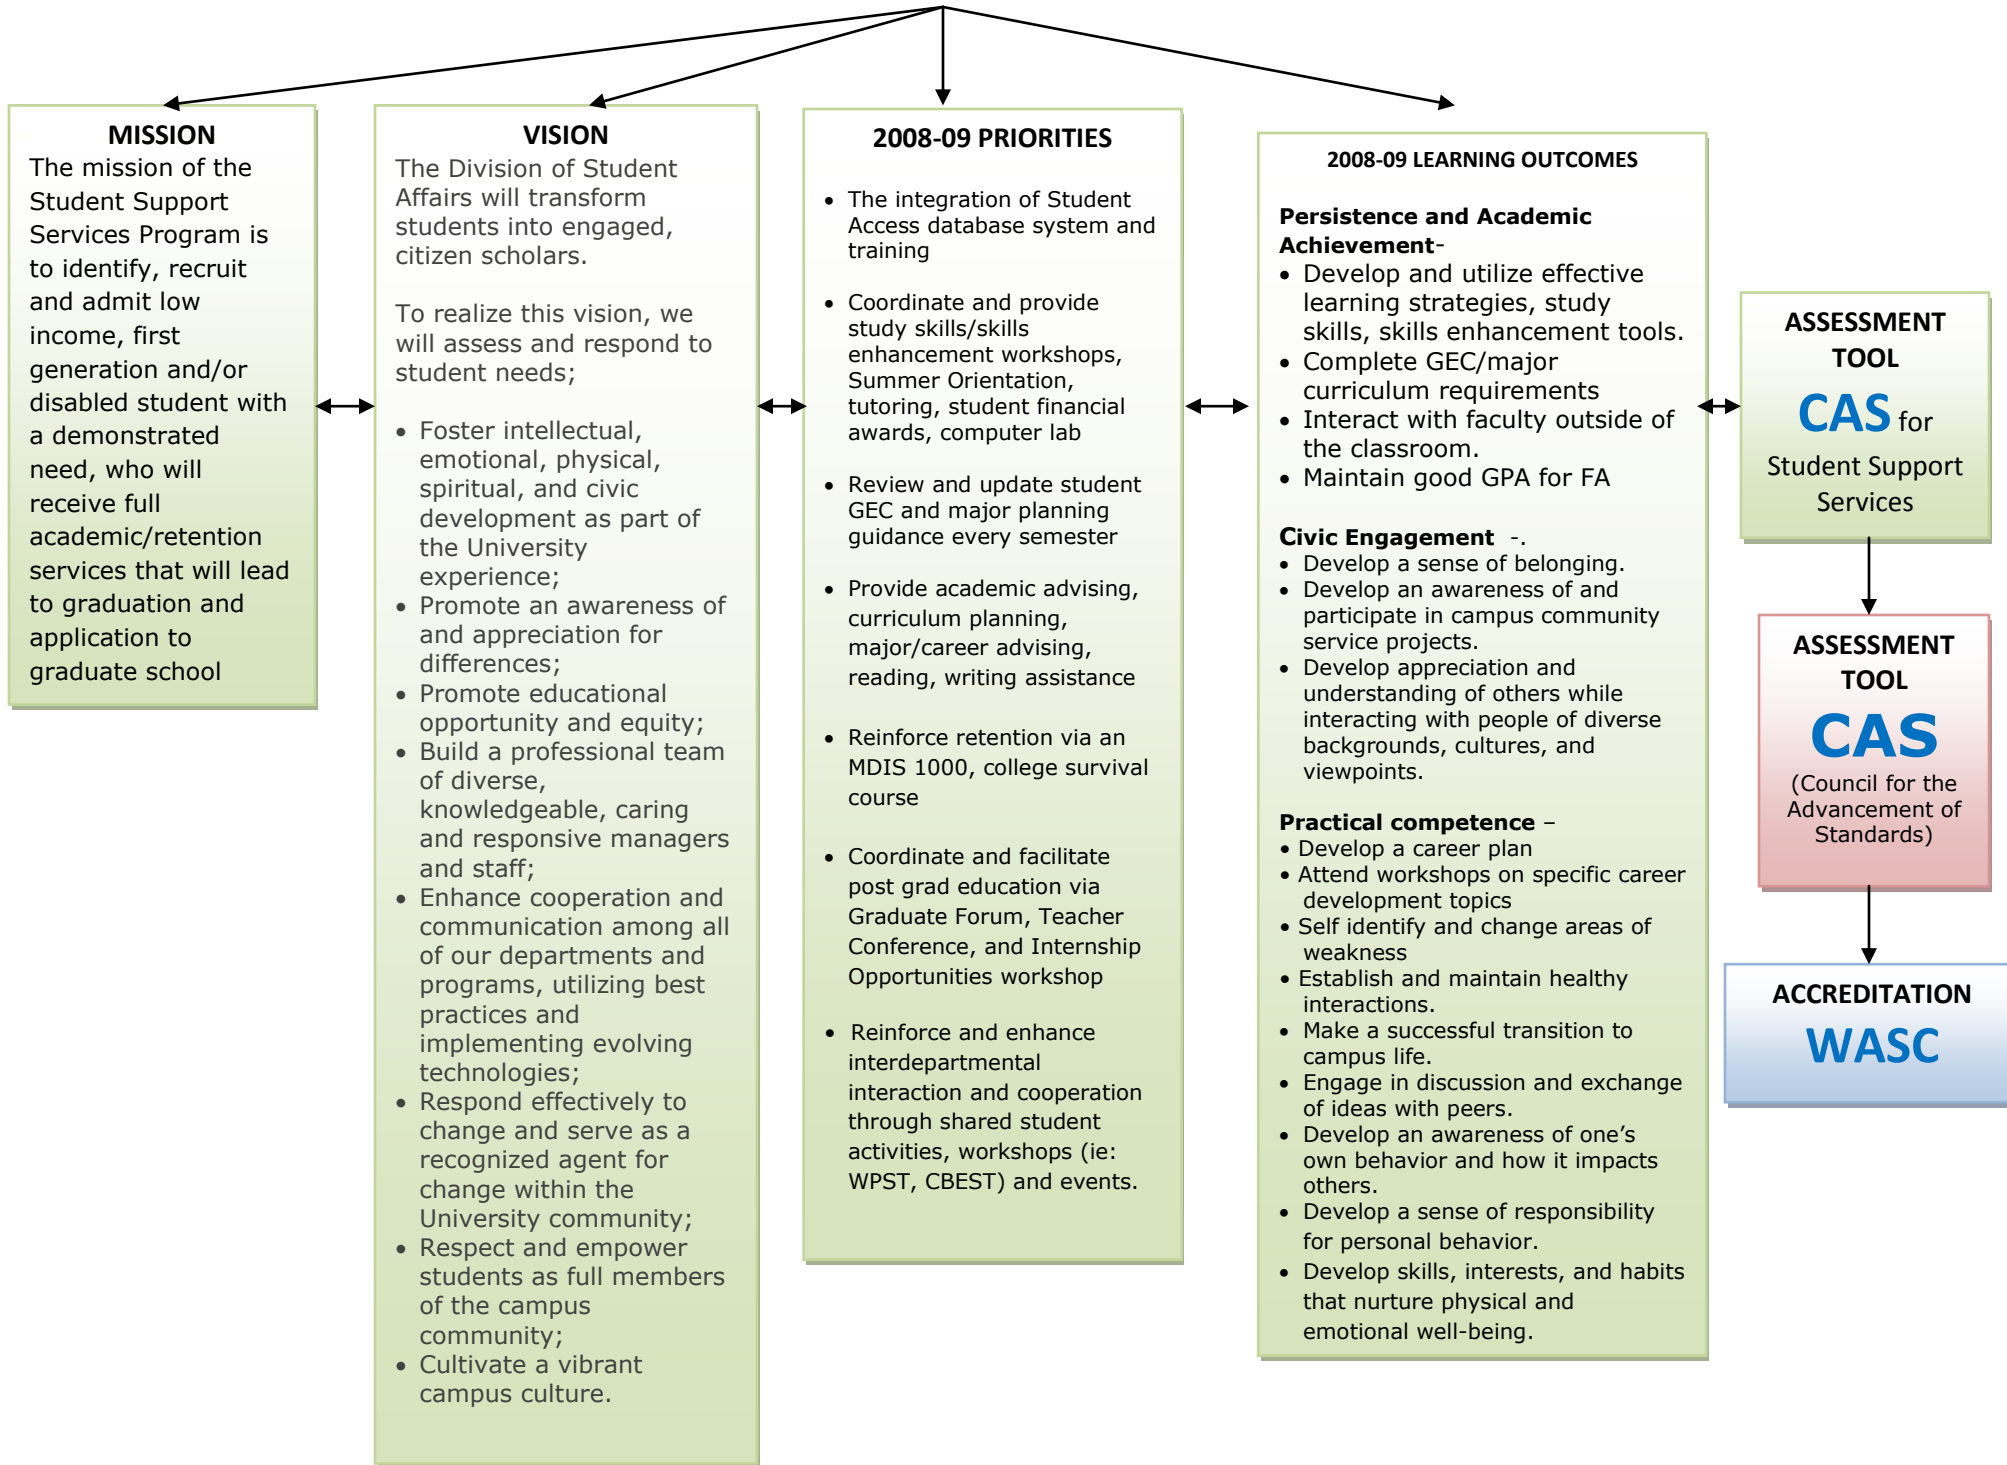 MISSION
The mission of the
Student Support
Services Program is
to identify, recruit
and admit low
income, first
generation and/or
disabled student with
a demonstrated
need, who will
receive full
academic/retention
services that will lead
to graduation and
application to
graduate school
VISION
The Division of Student
Affairs will transform
students into engaged,
citizen scholars.
To realize this vision, we
will assess and respond to
student needs;
• Foster intellectual,
emotional, physical,
spiritual, and civic
development as part of
the University
experience;
• Promote an awareness of
and appreciation for
differences;
• Promote educational
opportunity and equity;
• Build a professional team
of diverse,
knowledgeable, caring
and responsive managers
and staff;
• Enhance cooperation and
communication among all
of our departments and
programs, utilizing best
practices and
implementing evolving
technologies;
• Respond effectively to
change and serve as a
recognized agent for
change within the
University community;
• Respect and empower
students as full members
of the campus
community;
• Cultivate a vibrant
campus culture.
2008-09 PRIORITIES
• The integration of Student
Access database system and
training
• Coordinate and provide
study skills/skills
enhancement workshops,
Summer Orientation,
tutoring, student financial
awards, computer lab
• Review and update student
GEC and major planning
guidance every semester
• Provide academic advising,
curriculum planning,
major/career advising,
reading, writing assistance
• Reinforce retention via an
MDIS 1000, college survival
course
• Coordinate and facilitate
post grad education via
Graduate Forum, Teacher
Conference, and Internship
Opportunities workshop
• Reinforce and enhance
interdepartmental
interaction and cooperation
through shared student
activities, workshops (ie:
WPST, CBEST) and events.
2008-09 LEARNING OUTCOMES
Persistence and Academic
Achievement-
• Develop and utilize effective
learning strategies, study
skills, skills enhancement tools.
• Complete GEC/major
curriculum requirements
• Interact with faculty outside of
the classroom.
• Maintain good GPA for FA
Civic Engagement -.
• Develop a sense of belonging.
• Develop an awareness of and
participate in campus community
service projects.
• Develop appreciation and
understanding of others while
interacting with people of diverse
backgrounds, cultures, and
viewpoints.
Practical competence –
• Develop a career plan
• Attend workshops on specific career
development topics
• Self identify and change areas of
weakness
• Establish and maintain healthy
interactions.
• Make a successful transition to
campus life.
• Engage in discussion and exchange
of ideas with peers.
• Develop an awareness of one’s
own behavior and how it impacts
others.
• Develop a sense of responsibility
for personal behavior.
• Develop skills, interests, and habits
that nurture physical and
emotional well-being.
ASSESSMENT
TOOL
CAS for
Student Support
Services
ASSESSMENT
TOOL
CAS
(Council for the
Advancement of
Standards)
ACCREDITATION
WASC